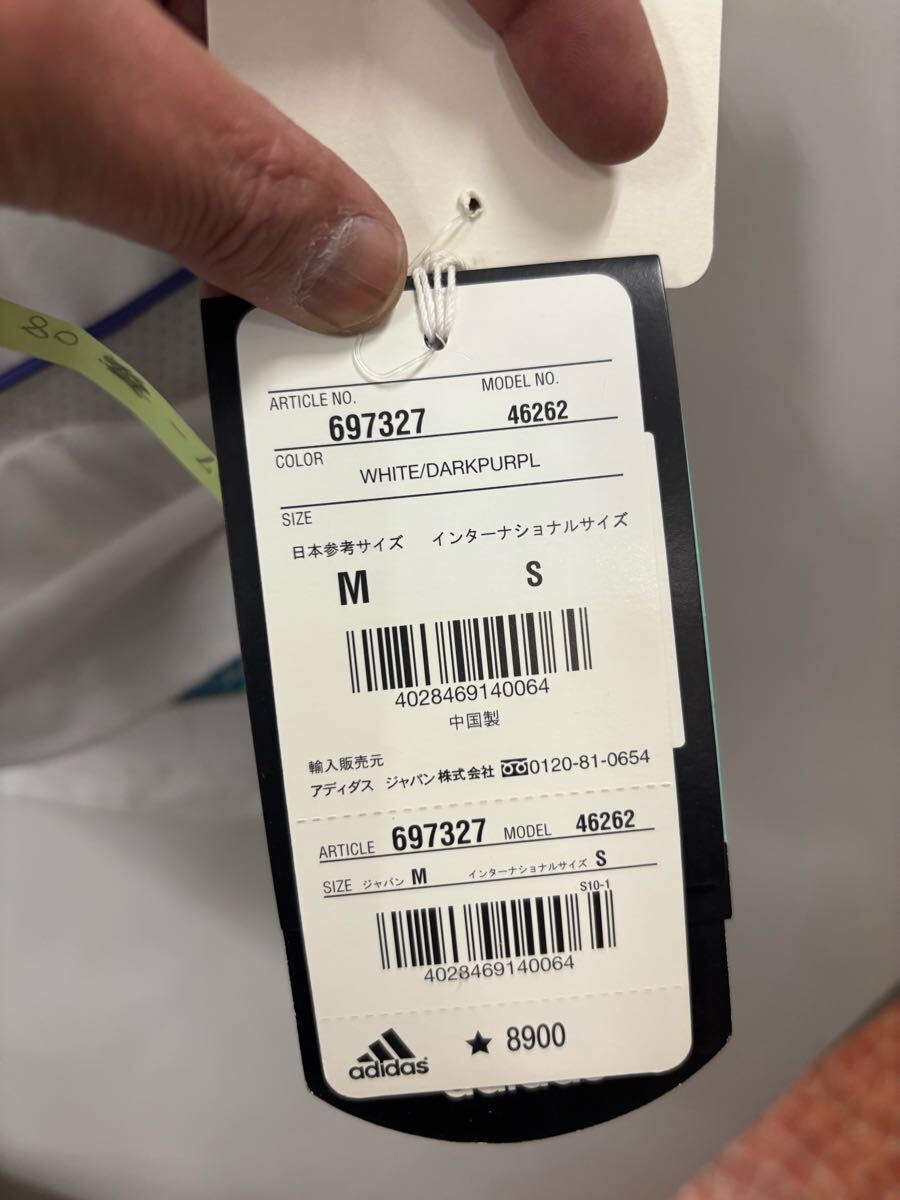 80
ARTICLE NO. MODEL NO.
697327 46262
COLOR
WHITE/DARKPURPL
SIZE
日本参考サイズ インターナショナルサイズ
M S
4028469140064
中国製
輸入販売元
アディダス ジャパン株式会社 0120-81-0654
ARTICLE 697327 MODEL 46262
SIZE ジャパン M インターナショナルサイズ S
S10-1
4028469140064
adidas ★ 8900